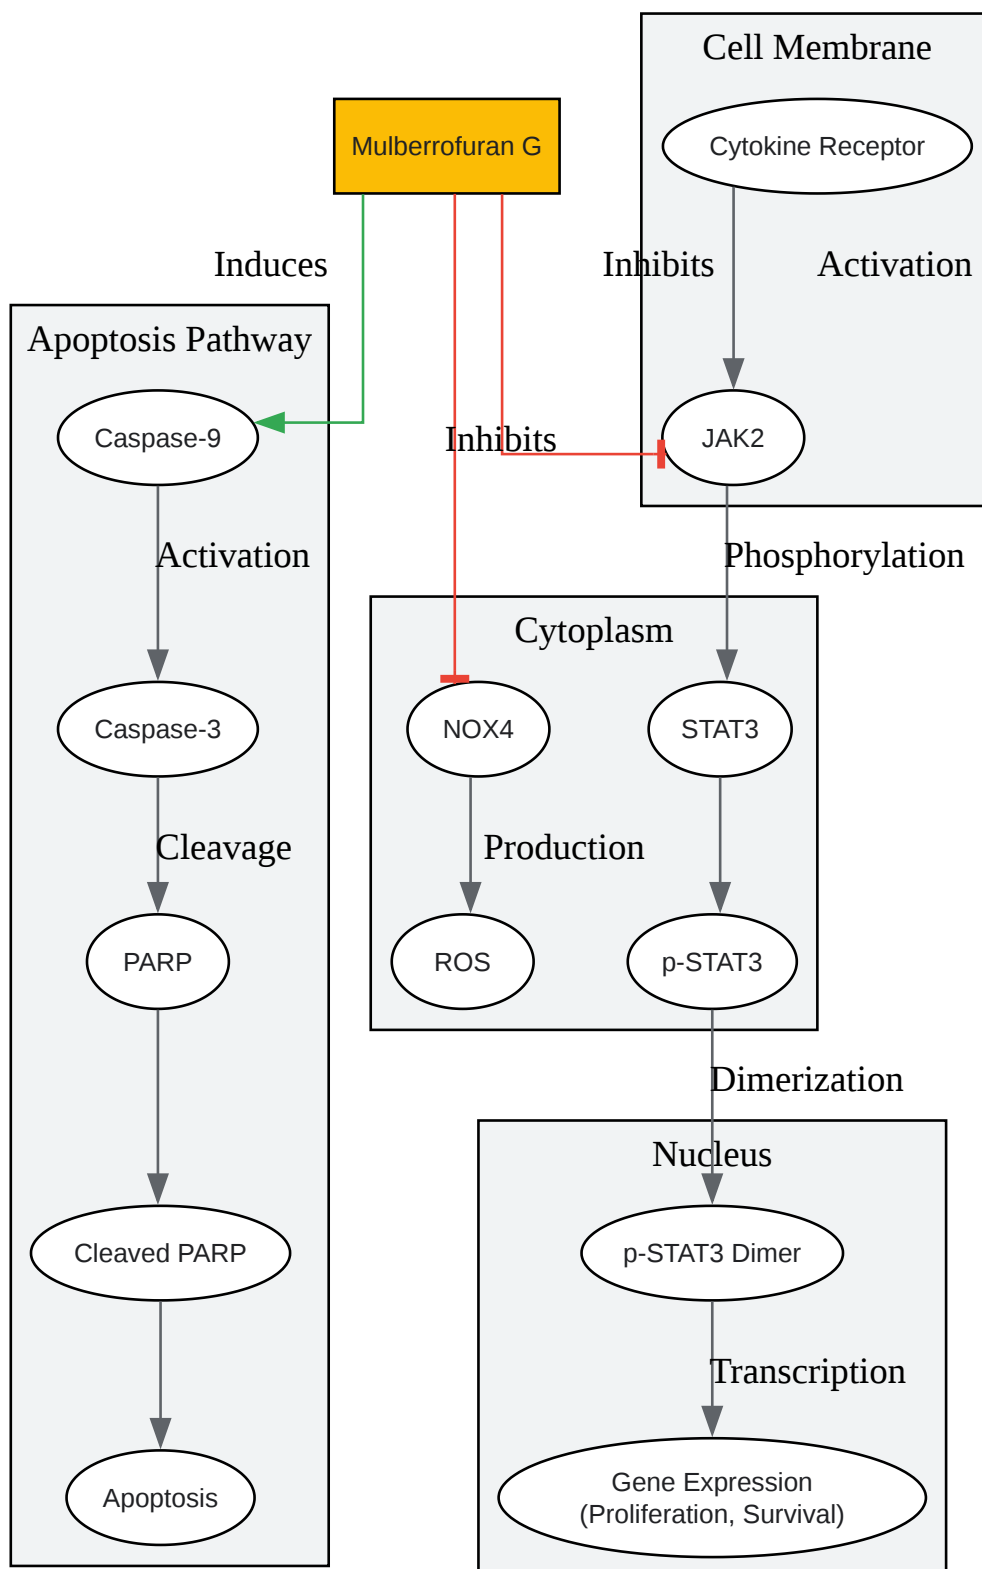 Cell Membrane
Mulberrofuran G
Cytokine Receptor
Induces
Inhibits
Activation
Apoptosis Pathway
Caspase-9
Inhibits
JAK2
Activation
Phosphorylation
Cytoplasm
Caspase-3
NOX4
STAT3
Cleavage
Production
PARP
ROS
p-STAT3
Dimerization
Nucleus
Cleaved PARP
p-STAT3 Dimer
Transcription
Apoptosis
Gene Expression
(Proliferation, Survival)